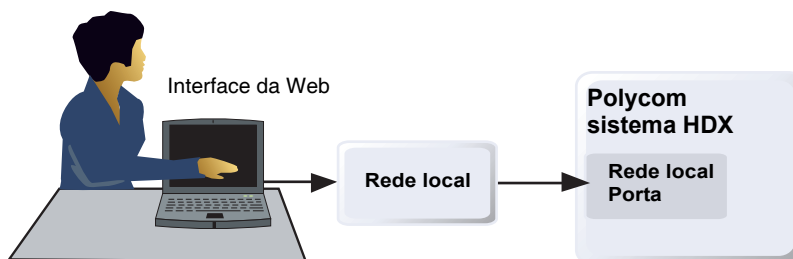 Interface da Web
Rede local
Polycom
sistema HDX
Rede local
Porta